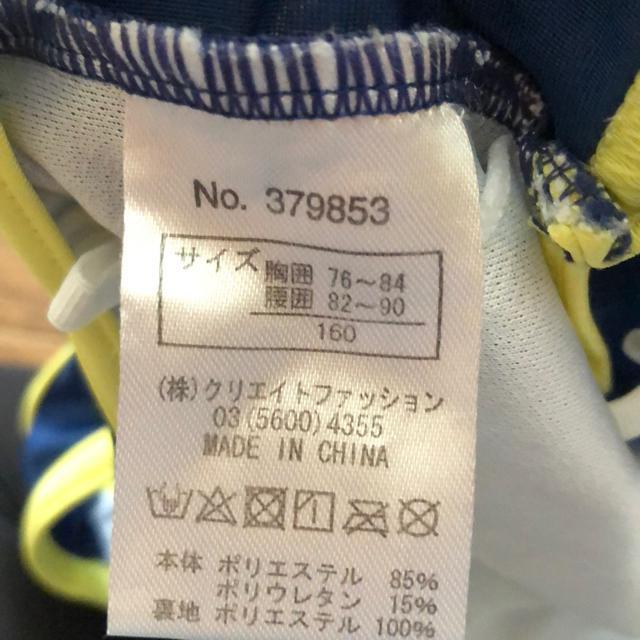 No. 379853
サイズ 胸囲 76〜84
腰囲 82〜90
160
(株)クリエイトファッション
03(5600)4355
MADE IN CHINA
本体 ポリエステル 85%
ポリウレタン 15%
裏地 ポリエステル 100%